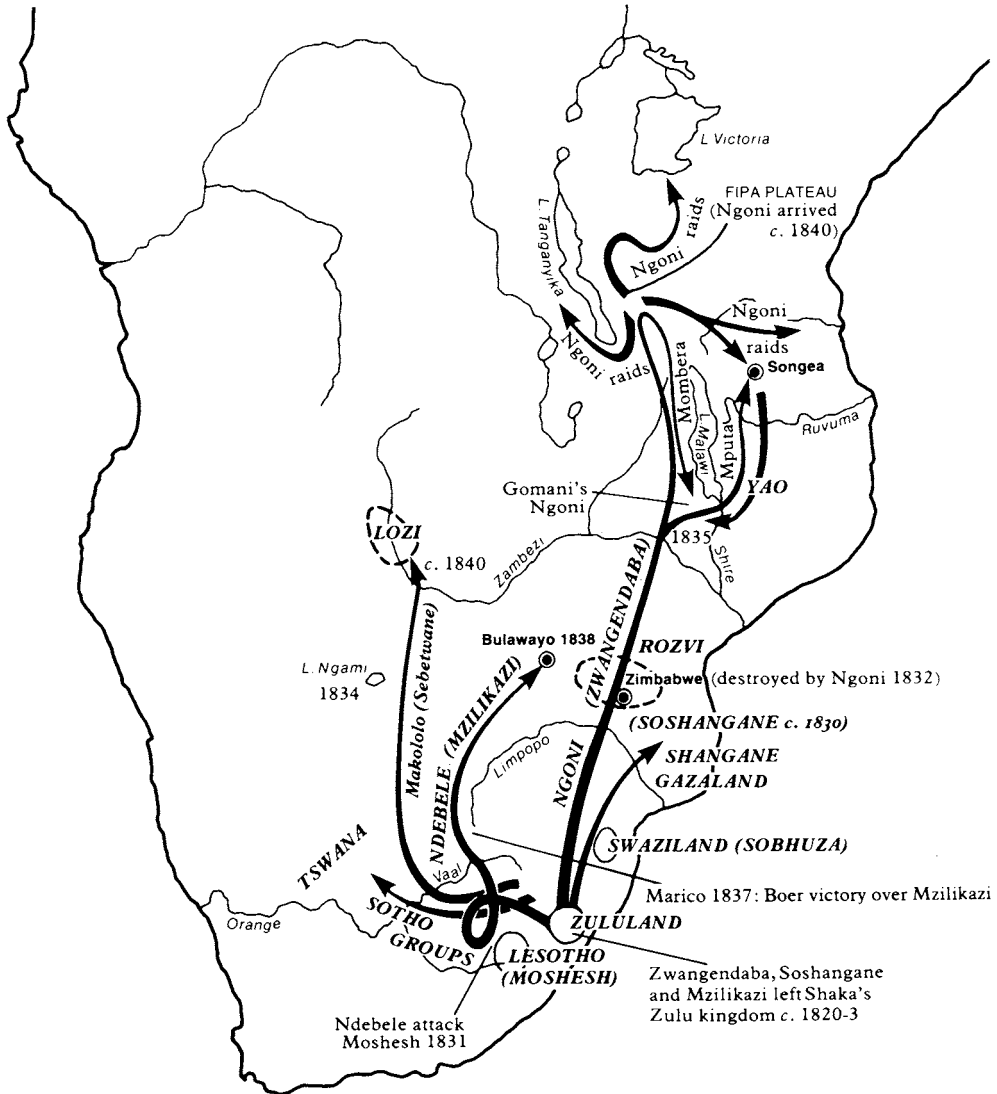 L. Victoria
FIPA PLATEAU
(Ngoni arrived
c. 1840)
L. Tanganyika
Ngoni raids
Ngoni raids
Ngoni
raids
Songea
Mombera
L. Malawi
Mputa
Ruvuma
YAO
Gomani's
Ngoni
1835
Shire
LOZI
c. 1840
Zambezi
(ZWANGENDABA)
NGONI
Bulawayo 1838
ROZVI
Zimbabwe (destroyed by Ngoni 1832)
L. Ngami
1834
Makololo (Sebetwane)
NDEBELE (MZILIKAZI)
(SOSHANGANE c. 1830)
SHANGANE
GAZALAND
Limpopo
SWAZILAND (SOBHUZA)
TSWANA
Vaal
Marico 1837: Boer victory over Mzilikazi
SOTHO
GROUPS
Orange
ZULULAND
LESOTHO
(MOSHESH)
Zwangendaba, Soshangane
and Mzilikazi left Shaka's
Zulu kingdom c. 1820-3
Ndebele attack
Moshesh 1831